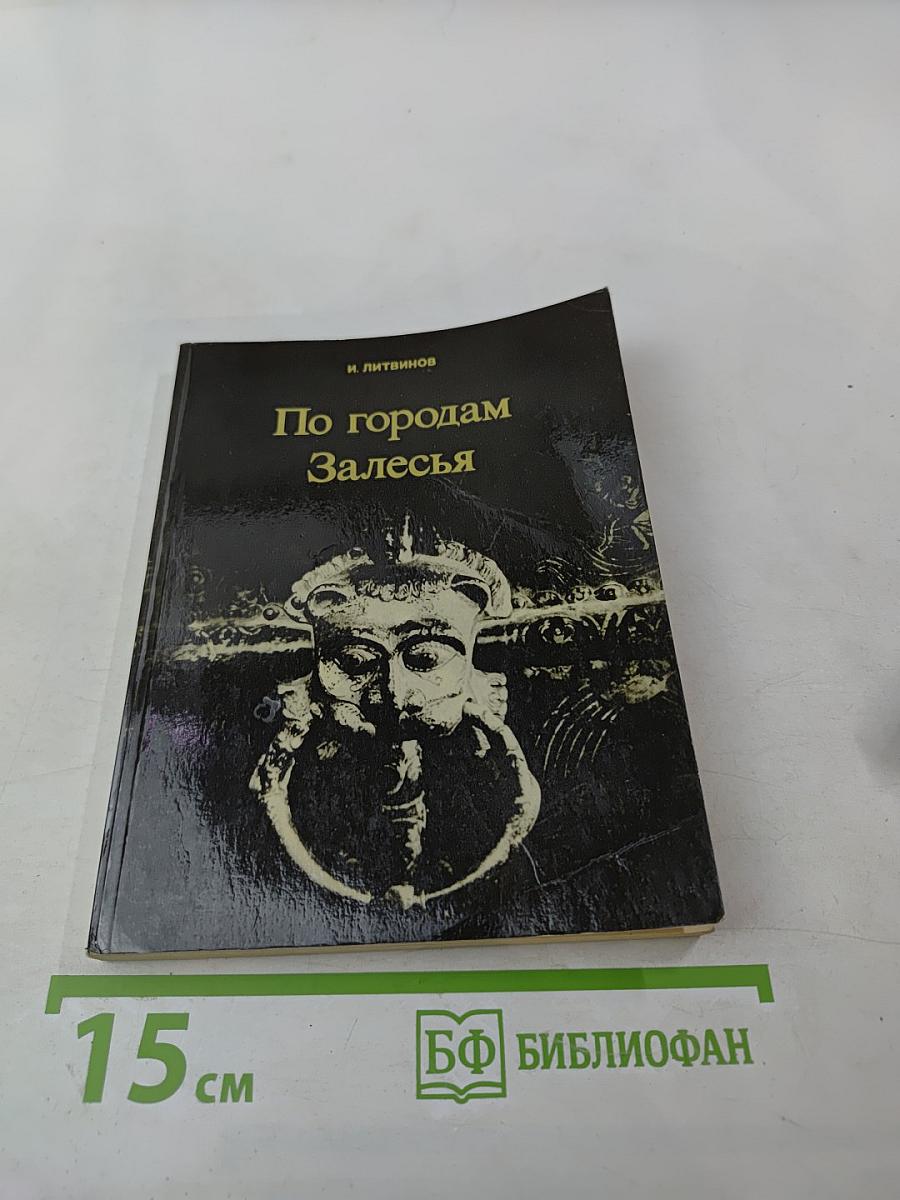 И. ЛИТВИНОВ
По городам
Залесья
15 см
БФ БИБЛИОФАН